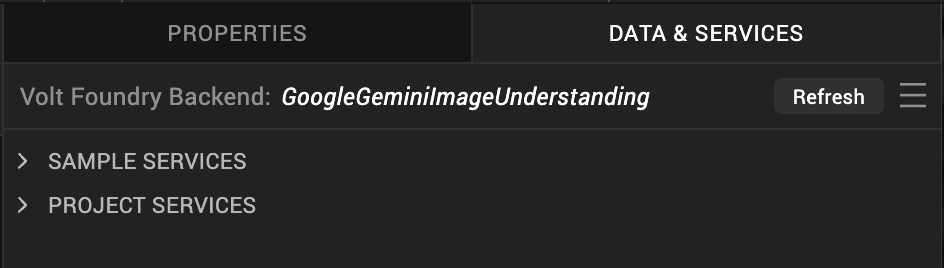 PROPERTIES DATA & SERVICES
Volt Foundry Backend: GoogleGeminiImageUnderstanding Refresh
SAMPLE SERVICES
PROJECT SERVICES